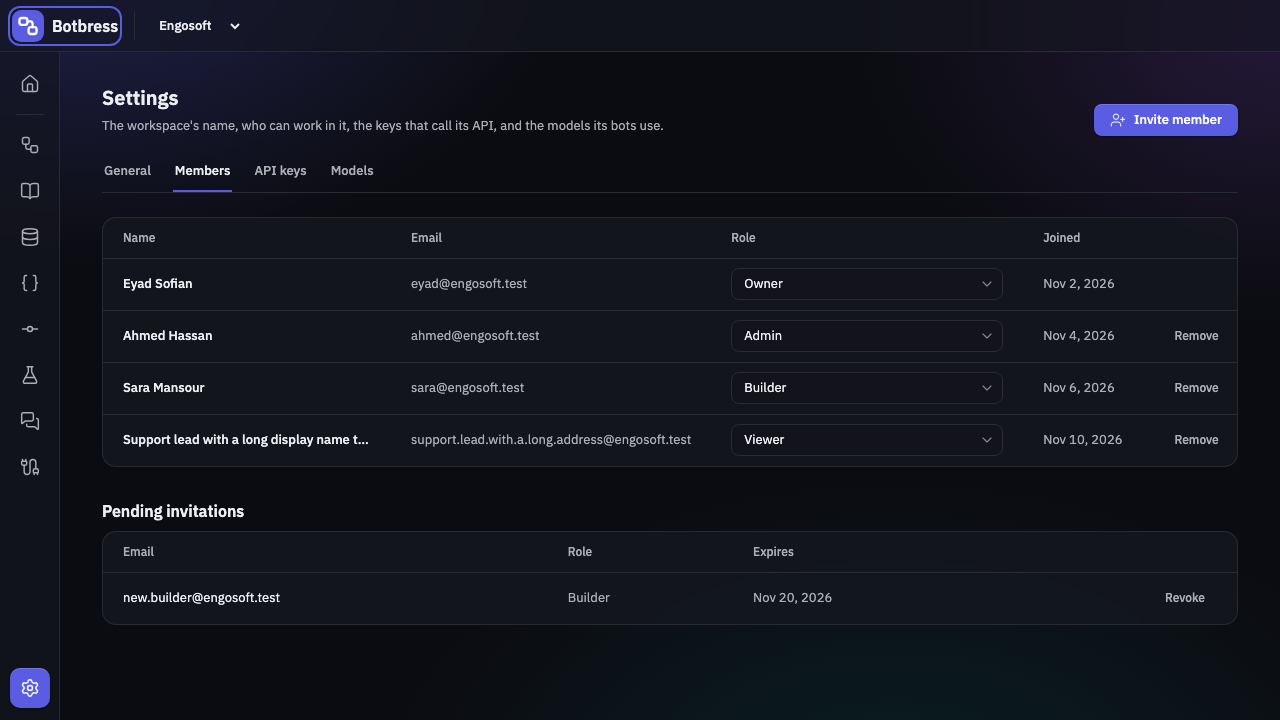 Botbress
Engosoft
Settings
The workspace's name, who can work in it, the keys that call its API, and the models its bots use.
Invite member
General Members API keys Models
Name Email Role Joined
Eyad Sofian eyad@engosoft.test Owner Nov 2, 2026
Ahmed Hassan ahmed@engosoft.test Admin Nov 4, 2026 Remove
Sara Mansour sara@engosoft.test Builder Nov 6, 2026 Remove
Support lead with a long display name t... support.lead.with.a.long.address@engosoft.test Viewer Nov 10, 2026 Remove
Pending invitations
Email Role Expires
new.builder@engosoft.test Builder Nov 20, 2026 Revoke